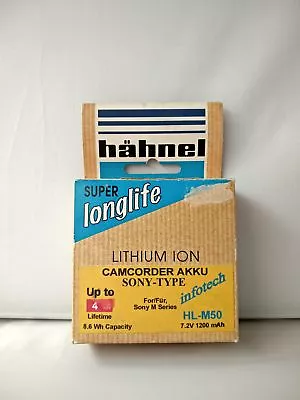 hähnel
SUPER
longlife
LITHIUM ION
CAMCORDER AKKU
SONY-TYPE
infotech
Up to
4
Lifetime
For/Für,
Sony M Series
HL-M50
8.6 Wh Capacity
7.2V 1200 mAh